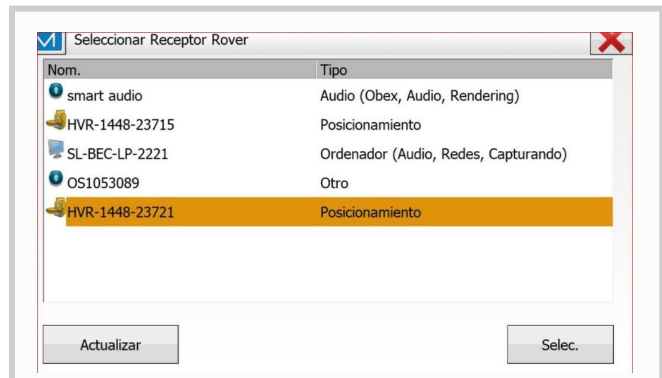 Seleccionar Receptor Rover
Nom. Tipo
smart audio Audio (Obex, Audio, Rendering)
HVR-1448-23715 Posicionamiento
SL-BEC-LP-2221 Ordenador (Audio, Redes, Capturando)
OS1053089 Otro
HVR-1448-23721 Posicionamiento
Actualizar Selec.